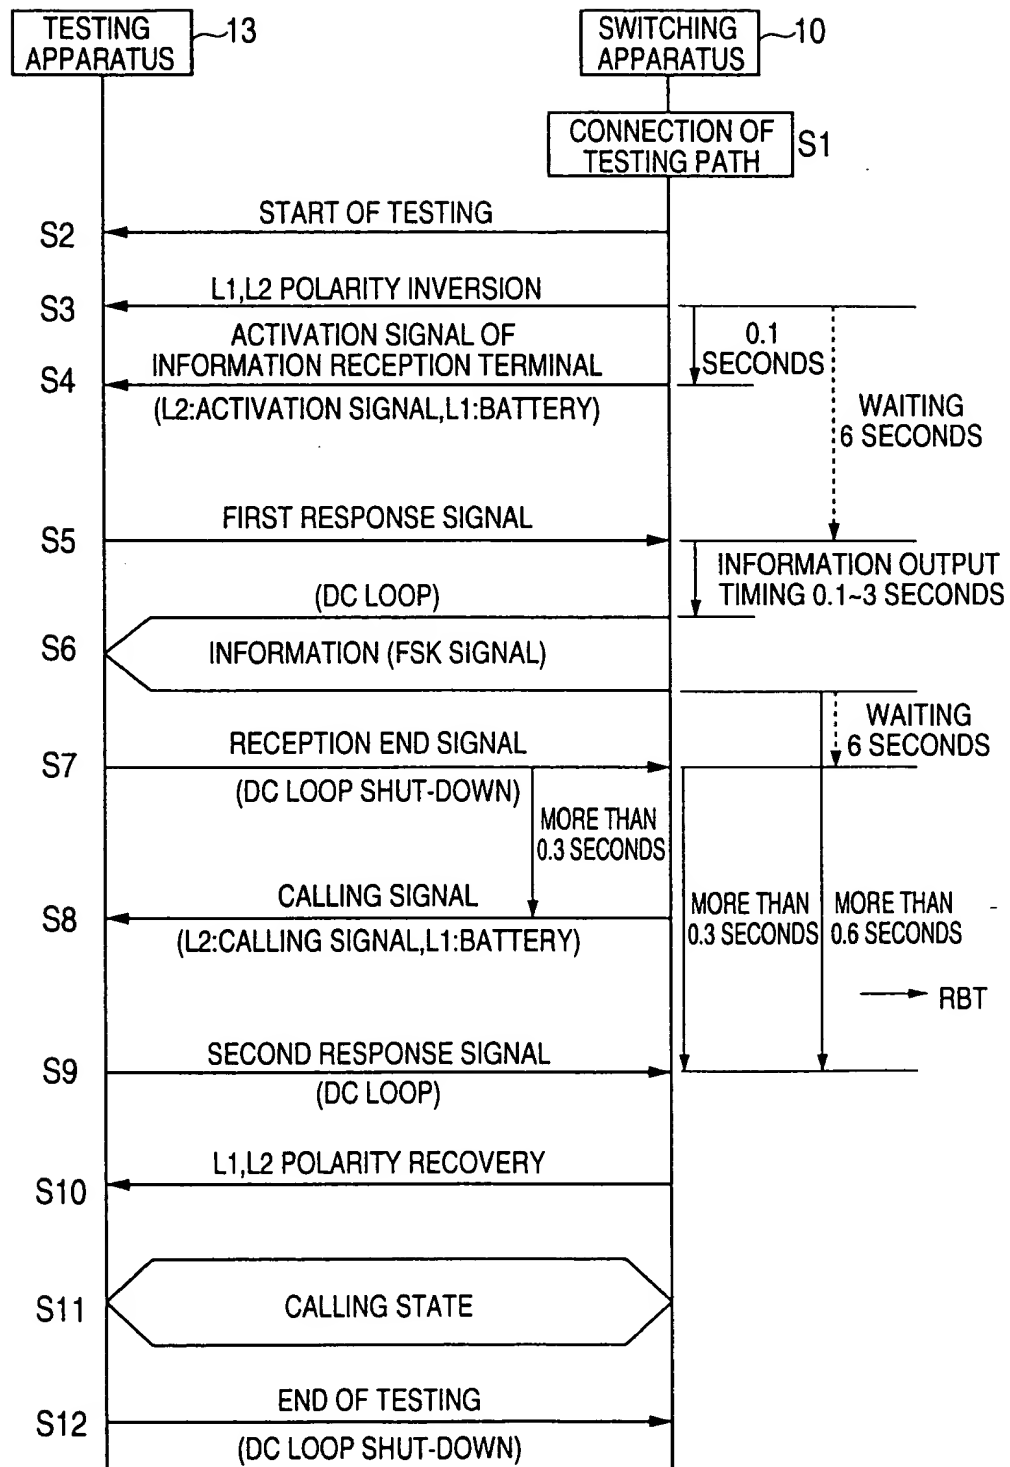 TESTING
APPARATUS
13
SWITCHING
APPARATUS
10
CONNECTION OF
TESTING PATH
S1
START OF TESTING
S2
L1,L2 POLARITY INVERSION
S3
ACTIVATION SIGNAL OF
INFORMATION RECEPTION TERMINAL
S4
(L2:ACTIVATION SIGNAL,L1:BATTERY)
0.1
SECONDS
WAITING
6 SECONDS
FIRST RESPONSE SIGNAL
S5
(DC LOOP)
INFORMATION OUTPUT
TIMING 0.1~3 SECONDS
S6
INFORMATION (FSK SIGNAL)
WAITING
6 SECONDS
RECEPTION END SIGNAL
S7
(DC LOOP SHUT-DOWN)
MORE THAN
0.3 SECONDS
CALLING SIGNAL
S8
(L2:CALLING SIGNAL,L1:BATTERY)
MORE THAN
0.3 SECONDS
MORE THAN
0.6 SECONDS
RBT
SECOND RESPONSE SIGNAL
S9
(DC LOOP)
L1,L2 POLARITY RECOVERY
S10
S11
CALLING STATE
END OF TESTING
S12
(DC LOOP SHUT-DOWN)